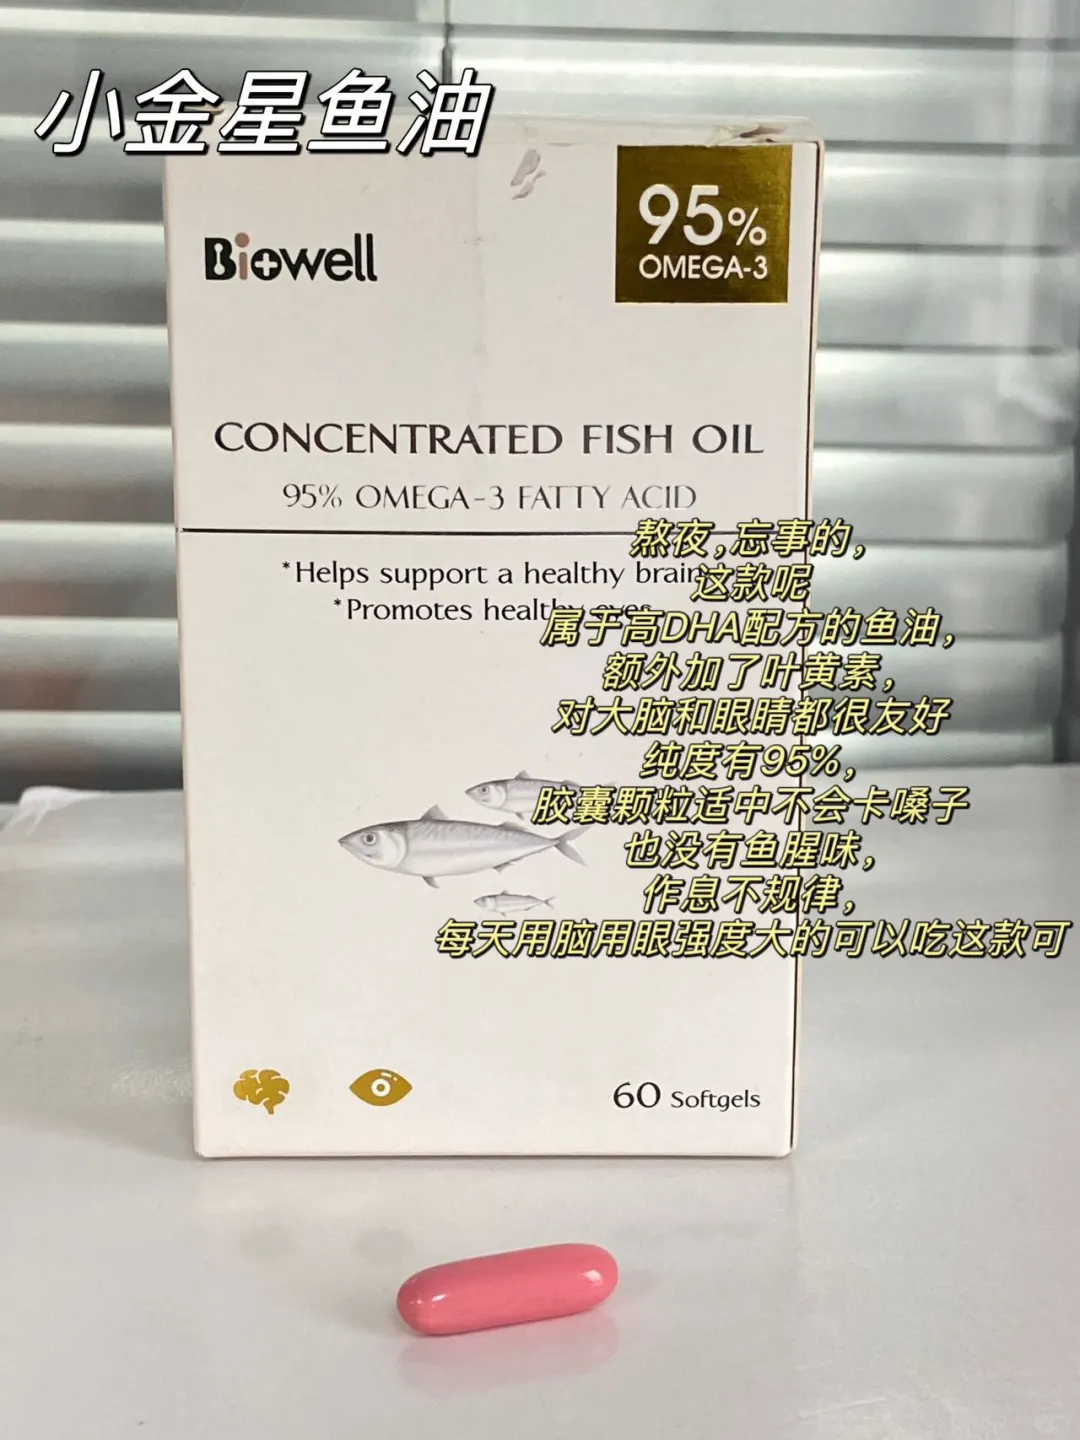 小金星鱼油
95%
OMEGA-3
Biowell
CONCENTRATED FISH OIL
95% OMEGA-3 FATTY ACID
*Helps support a healthy brain
*Promotes healthy eyes
熬夜,忘事的，
这款呢
属于高DHA配方的鱼油，
额外加了叶黄素，
对大脑和眼睛都很友好
纯度有95%，
胶囊颗粒适中不会卡嗓子
也没有鱼腥味，
作息不规律，
每天用脑用眼强度大的可以吃这款可
60 Softgels